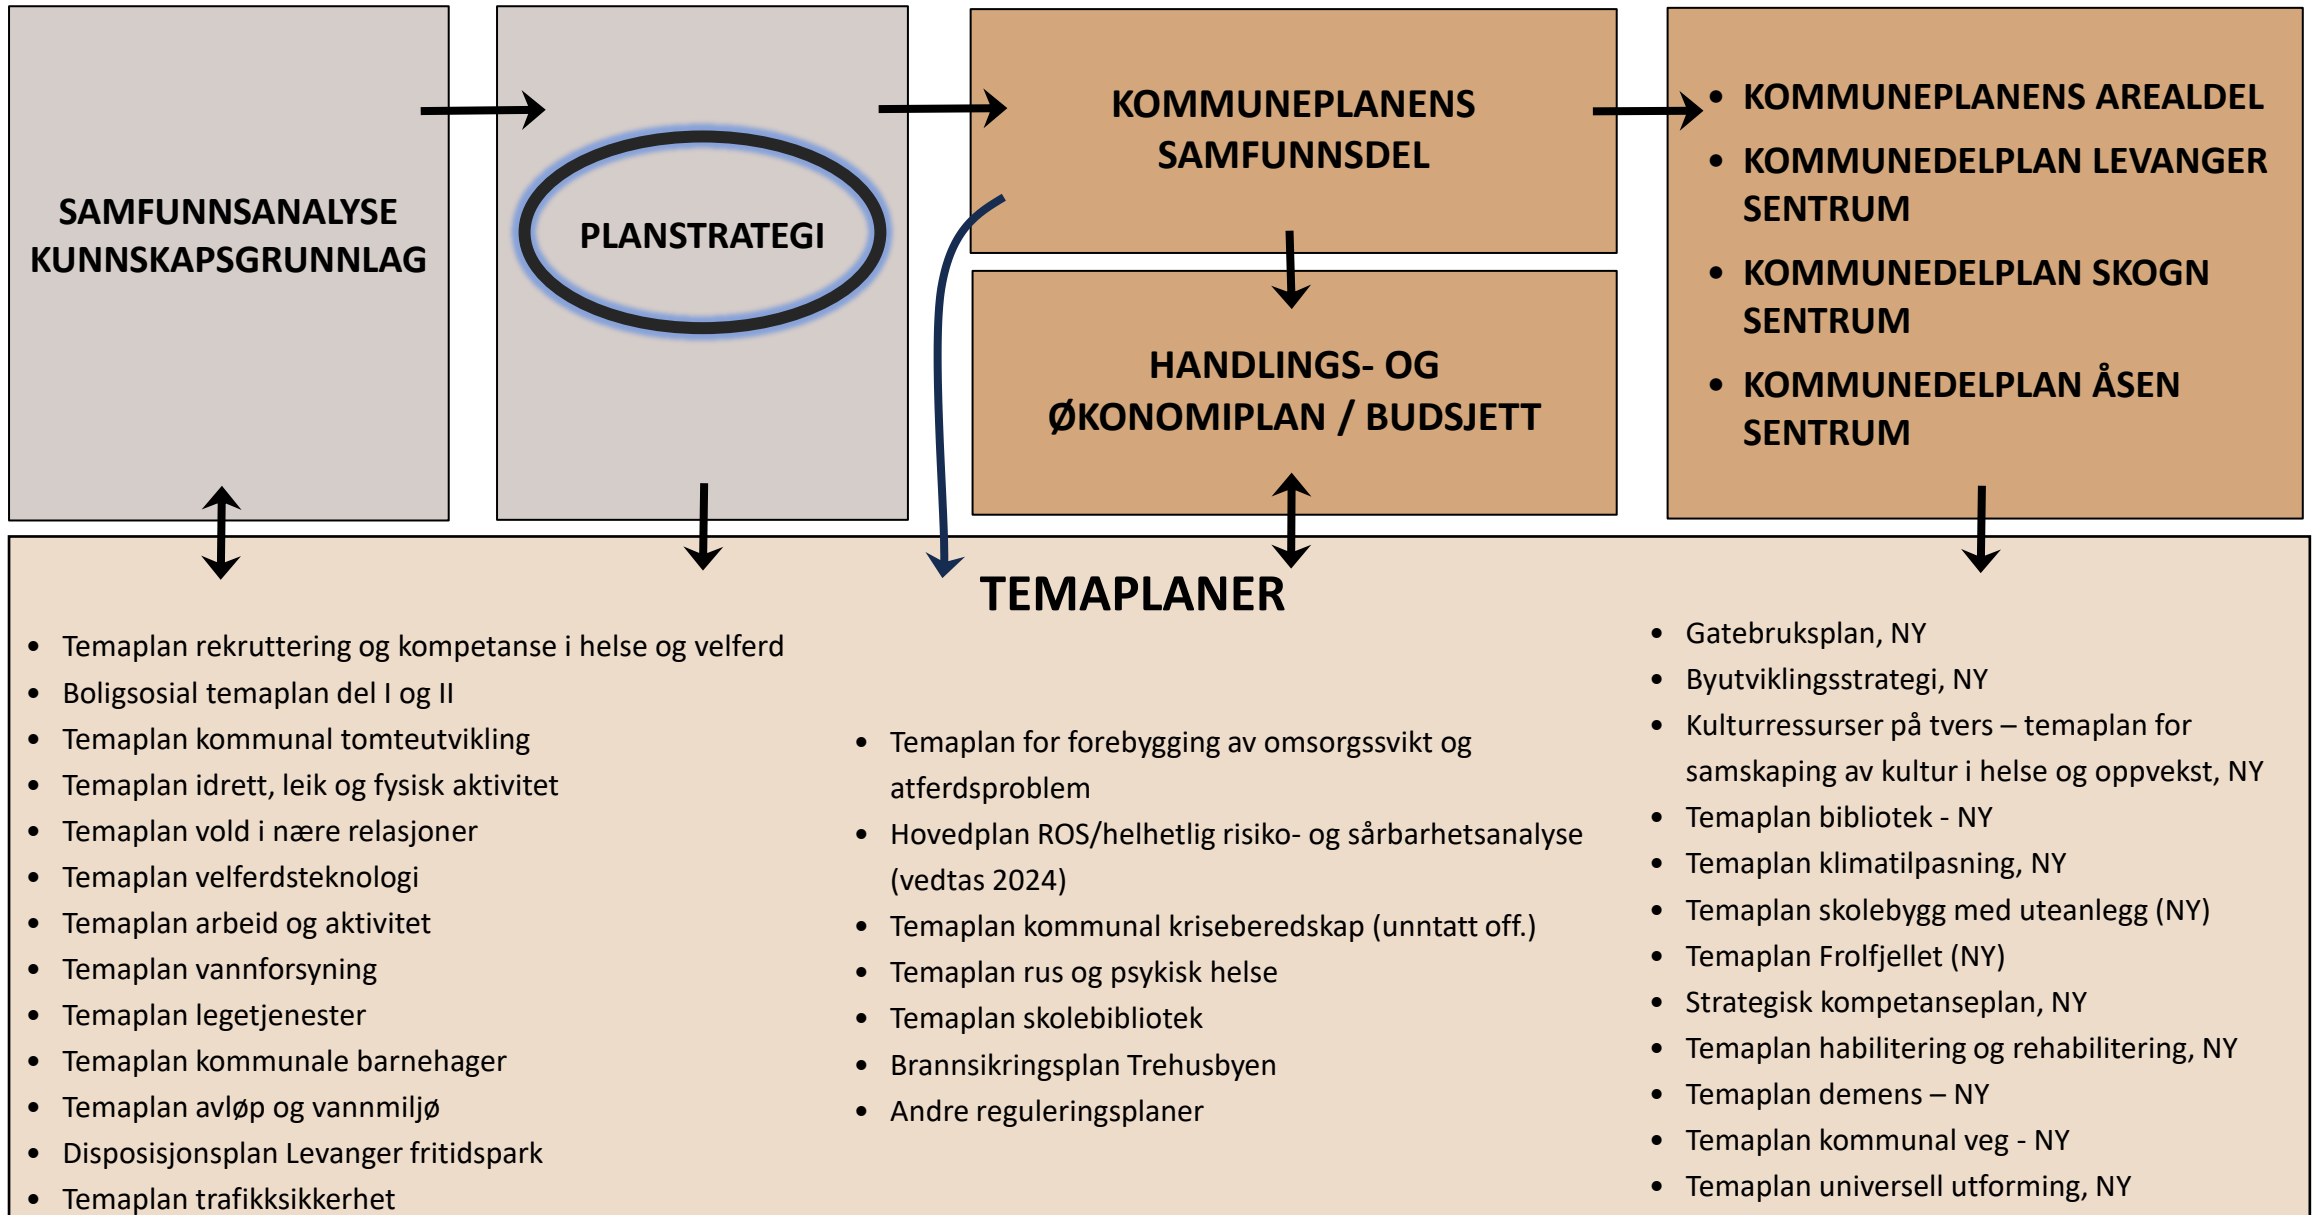 SAMFUNNSANALYSE
KUNNSKAPSGRUNNLAG
PLANSTRATEGI
KOMMUNEPLANENS
SAMFUNNSDEL
HANDLINGS- OG
ØKONOMIPLAN / BUDSJETT
• KOMMUNEPLANENS AREALDEL
• KOMMUNEDELPLAN LEVANGER
SENTRUM
• KOMMUNEDELPLAN SKOGN
SENTRUM
• KOMMUNEDELPLAN ÅSEN
SENTRUM
TEMAPLANER
• Temaplan rekruttering og kompetanse i helse og velferd
• Boligsosial temaplan del I og II
• Temaplan kommunal tomteutvikling
• Temaplan idrett, leik og fysisk aktivitet
• Temaplan vold i nære relasjoner
• Temaplan velferdsteknologi
• Temaplan arbeid og aktivitet
• Temaplan vannforsyning
• Temaplan legetjenester
• Temaplan kommunale barnehager
• Temaplan avløp og vannmiljø
• Disposisjonsplan Levanger fritidspark
• Temaplan trafikksikkerhet
• Temaplan for forebygging av omsorgssvikt og
atferdsproblem
• Hovedplan ROS/helhetlig risiko- og sårbarhetsanalyse
(vedtas 2024)
• Temaplan kommunal kriseberedskap (unntatt off.)
• Temaplan rus og psykisk helse
• Temaplan skolebibliotek
• Brannsikringsplan Trehusbyen
• Andre reguleringsplaner
• Gatebruksplan, NY
• Byutviklingsstrategi, NY
• Kulturressurser på tvers – temaplan for
samskaping av kultur i helse og oppvekst, NY
• Temaplan bibliotek - NY
• Temaplan klimatilpasning, NY
• Temaplan skolebygg med uteanlegg (NY)
• Temaplan Frolfjellet (NY)
• Strategisk kompetanseplan, NY
• Temaplan habilitering og rehabilitering, NY
• Temaplan demens – NY
• Temaplan kommunal veg - NY
• Temaplan universell utforming, NY